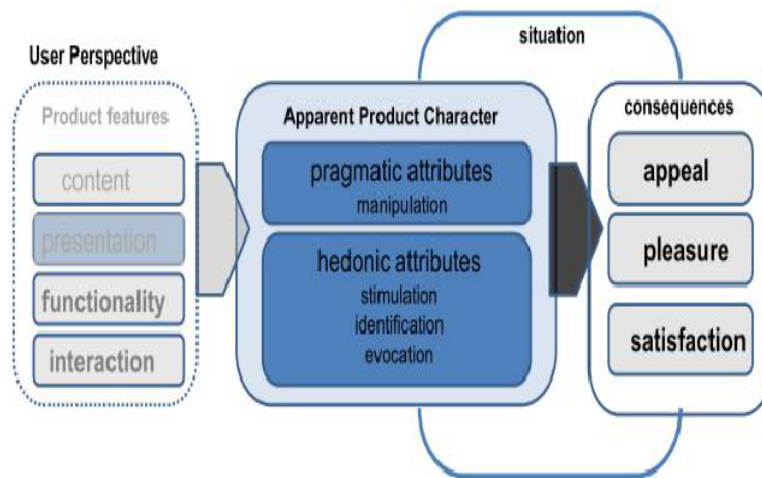 situation
User Perspective
Product features
content
presentation
functionality
interaction
Apparent Product Character
pragmatic attributes
manipulation
hedonic attributes
stimulation
identification
evocation
consequences
appeal
pleasure
satisfaction